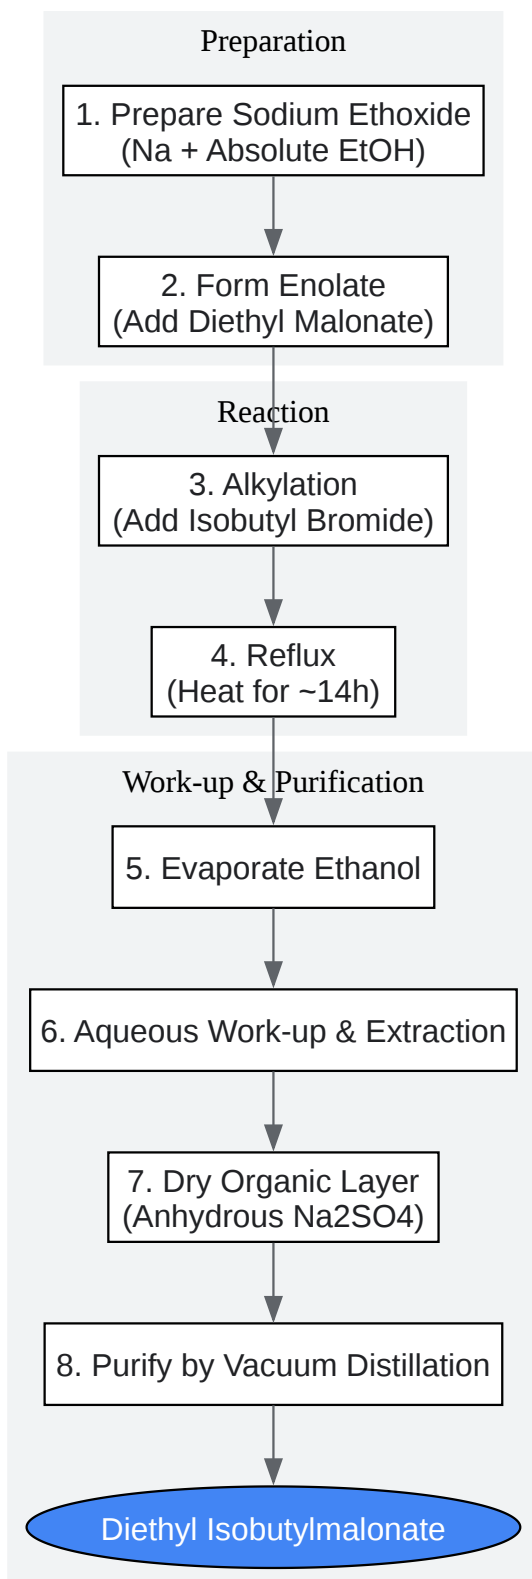 Preparation
1. Prepare Sodium Ethoxide
(Na + Absolute EtOH)
2. Form Enolate
(Add Diethyl Malonate)
Reaction
3. Alkylation
(Add Isobutyl Bromide)
4. Reflux
(Heat for ~14h)
Work-up & Purification
5. Evaporate Ethanol
6. Aqueous Work-up & Extraction
7. Dry Organic Layer
(Anhydrous Na2SO4)
8. Purify by Vacuum Distillation
Diethyl Isobutylmalonate